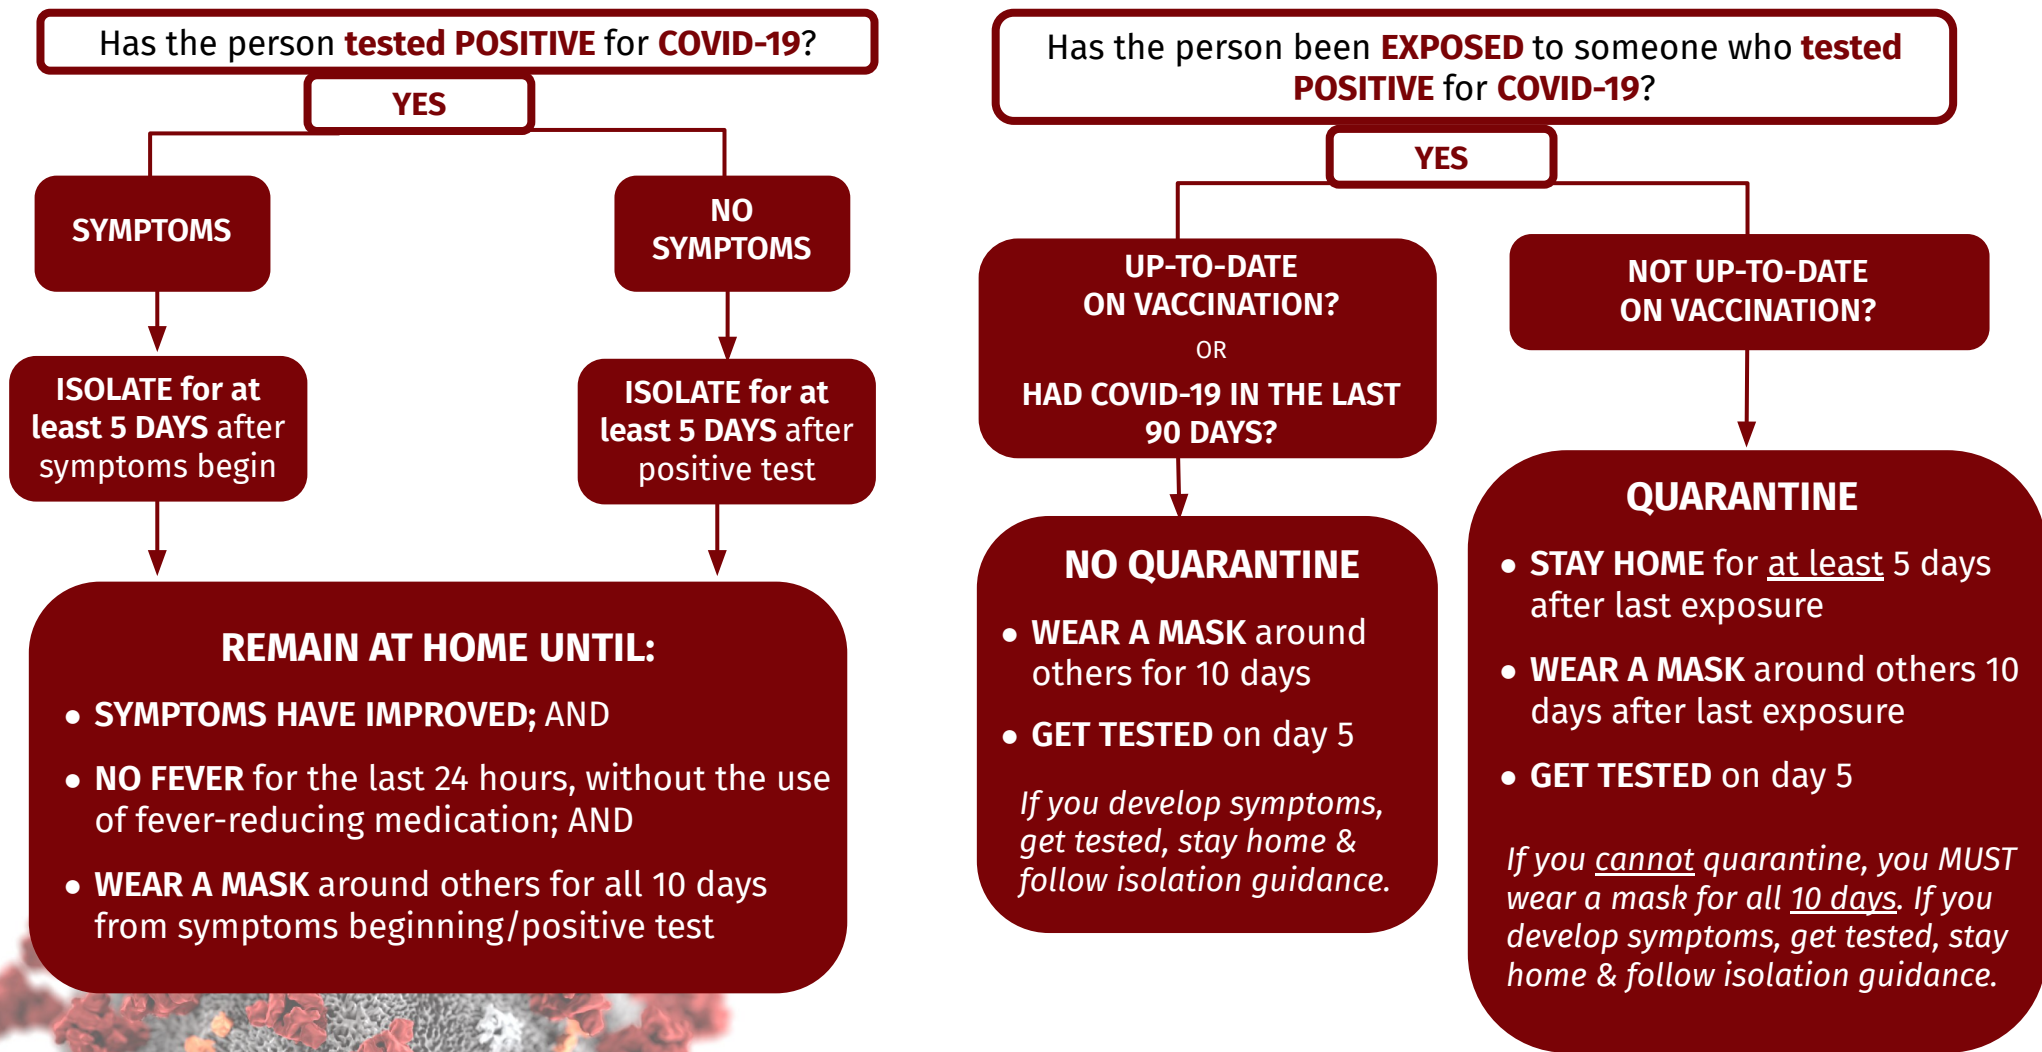 Has the person tested POSITIVE for COVID-19?
YES
SYMPTOMS
NO
SYMPTOMS
ISOLATE for at
least 5 DAYS after
symptoms begin
ISOLATE for at
least 5 DAYS after
positive test
REMAIN AT HOME UNTIL:
● SYMPTOMS HAVE IMPROVED; AND
● NO FEVER for the last 24 hours, without the use
of fever-reducing medication; AND
● WEAR A MASK around others for all 10 days
from symptoms beginning/positive test
Has the person been EXPOSED to someone who tested
POSITIVE for COVID-19?
YES
UP-TO-DATE
ON VACCINATION?
OR
HAD COVID-19 IN THE LAST
90 DAYS?
NOT UP-TO-DATE
ON VACCINATION?
NO QUARANTINE
● WEAR A MASK around
others for 10 days
● GET TESTED on day 5
If you develop symptoms,
get tested, stay home &
follow isolation guidance.
QUARANTINE
● STAY HOME for at least 5 days
after last exposure
● WEAR A MASK around others 10
days after last exposure
● GET TESTED on day 5
If you cannot quarantine, you MUST
wear a mask for all 10 days. If you
develop symptoms, get tested, stay
home & follow isolation guidance.